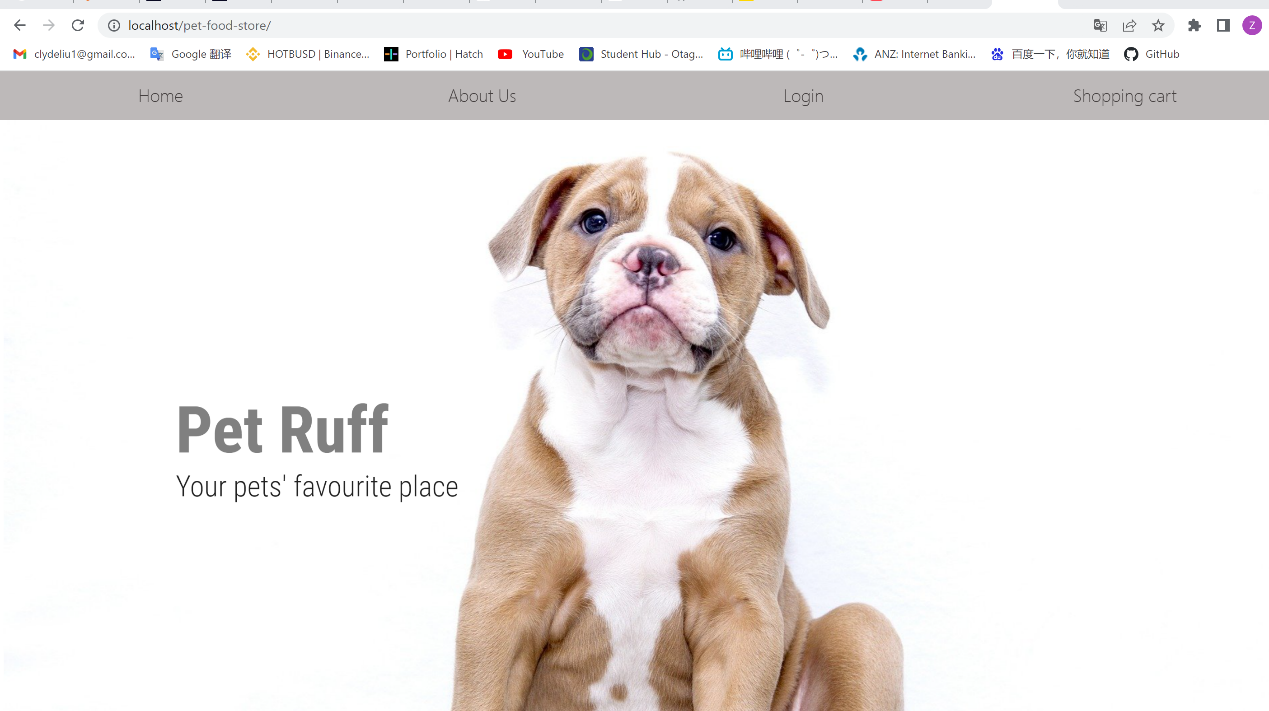 localhost/pet-food-store/
Z
clydeliu1@gmail.co... Google 翻译 HOTBUSD | Binance... Portfolio | Hatch YouTube Student Hub - Otag... 哔哩哔哩 (゜-゜)つ... ANZ: Internet Banki... 百度一下，你就知道 GitHub
Home About Us Login Shopping cart
Pet Ruff
Your pets' favourite place